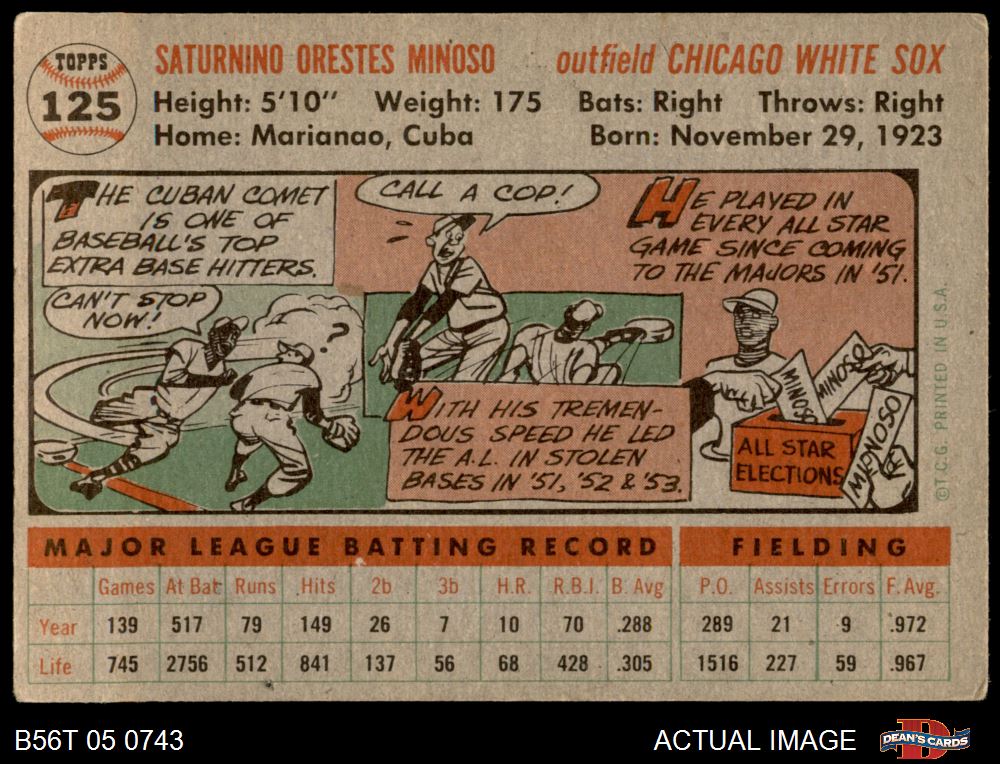 TOPPS
125
SATURNINO ORESTES MINOSO outfield CHICAGO WHITE SOX
Height: 5'10" Weight: 175 Bats: Right Throws: Right
Home: Marianao, Cuba Born: November 29, 1923
THE CUBAN COMET
IS ONE OF
BASEBALL'S TOP
EXTRA BASE HITTERS.
CAN'T STOP
NOW!
?
CALL A COP!
WITH HIS TREMEN-
DOUS SPEED HE LED
THE A.L. IN STOLEN
BASES IN '51, '52 & '53.
HE PLAYED IN
EVERY ALL STAR
GAME SINCE COMING
TO THE MAJORS IN '51.
MINOSO
MINOSO
MINOSO
ALL STAR
ELECTIONS
© T.C.G. PRINTED IN U.S.A.
MAJOR LEAGUE BATTING RECORD FIELDING
Games At Bat Runs Hits 2b 3b H.R. R.B.I. B. Avg P.O. Assists Errors F. Avg.
Year 139 517 79 149 26 7 10 70 .288 289 21 9 .972
Life 745 2756 512 841 137 56 68 428 .305 1516 227 59 .967
B56T 05 0743 ACTUAL IMAGE
D
DEAN'S CARDS